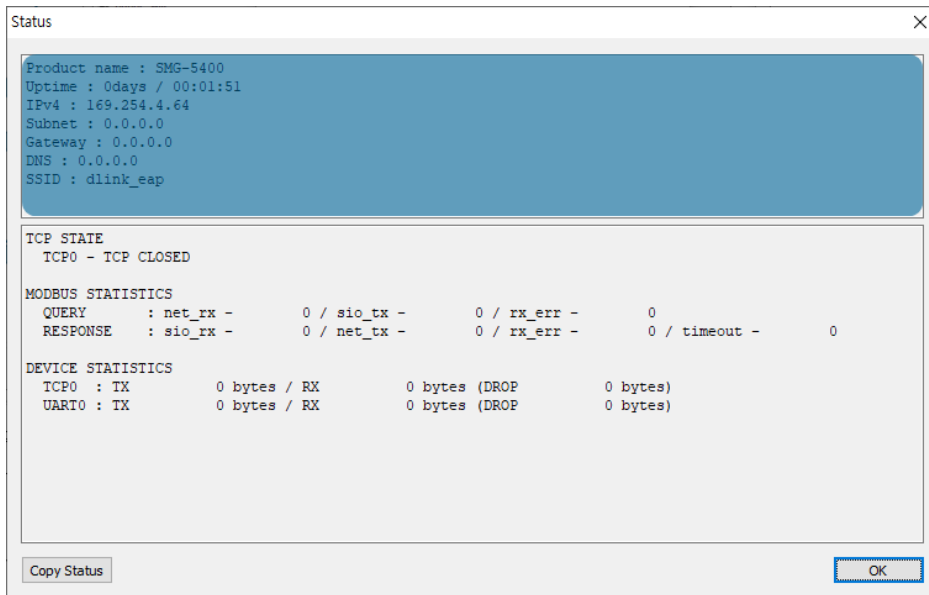 Status
Product name : SMG-5400
Uptime : 0days / 00:01:51
IPv4 : 169.254.4.64
Subnet : 0.0.0.0
Gateway : 0.0.0.0
DNS : 0.0.0.0
SSID : dlink_eap
TCP STATE
TCP0 - TCP CLOSED
MODBUS STATISTICS
QUERY : net_rx - 0 / sio_tx - 0 / rx_err - 0
RESPONSE : sio_rx - 0 / net_tx - 0 / rx_err - 0 / timeout - 0
DEVICE STATISTICS
TCP0 : TX 0 bytes / RX 0 bytes (DROP 0 bytes)
UART0 : TX 0 bytes / RX 0 bytes (DROP 0 bytes)
Copy Status
OK